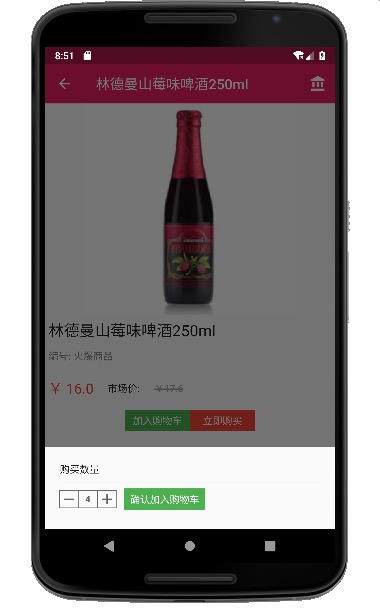 8:51
林德曼山莓味啤酒250ml
林德曼山莓味啤酒250ml
编号: 火爆商品
￥ 16.0 市场价: ￥17.6
加入购物车 立即购买
购买数量
4 确认加入购物车